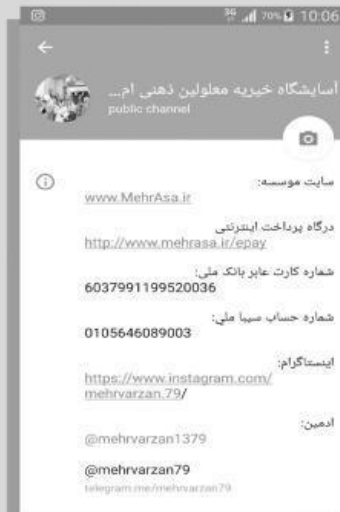 3G 70% 10:06
آسایشگاه خیریه معلولین ذهنی ام...
public channel
سایت موسسه:
www.MehrAsa.ir
درگاه پرداخت اینترنتی
http://www.mehrasa.ir/epay
شماره کارت عابر بانک ملی:
6037991199520036
شماره حساب سیبا ملی:
0105646089003
اینستاگرام:
https://www.instagram.com/
mehrvarzan.79/
ادمین:
@mehrvarzan1379
@mehrvarzan79
telegram.me/mehrvarzan79